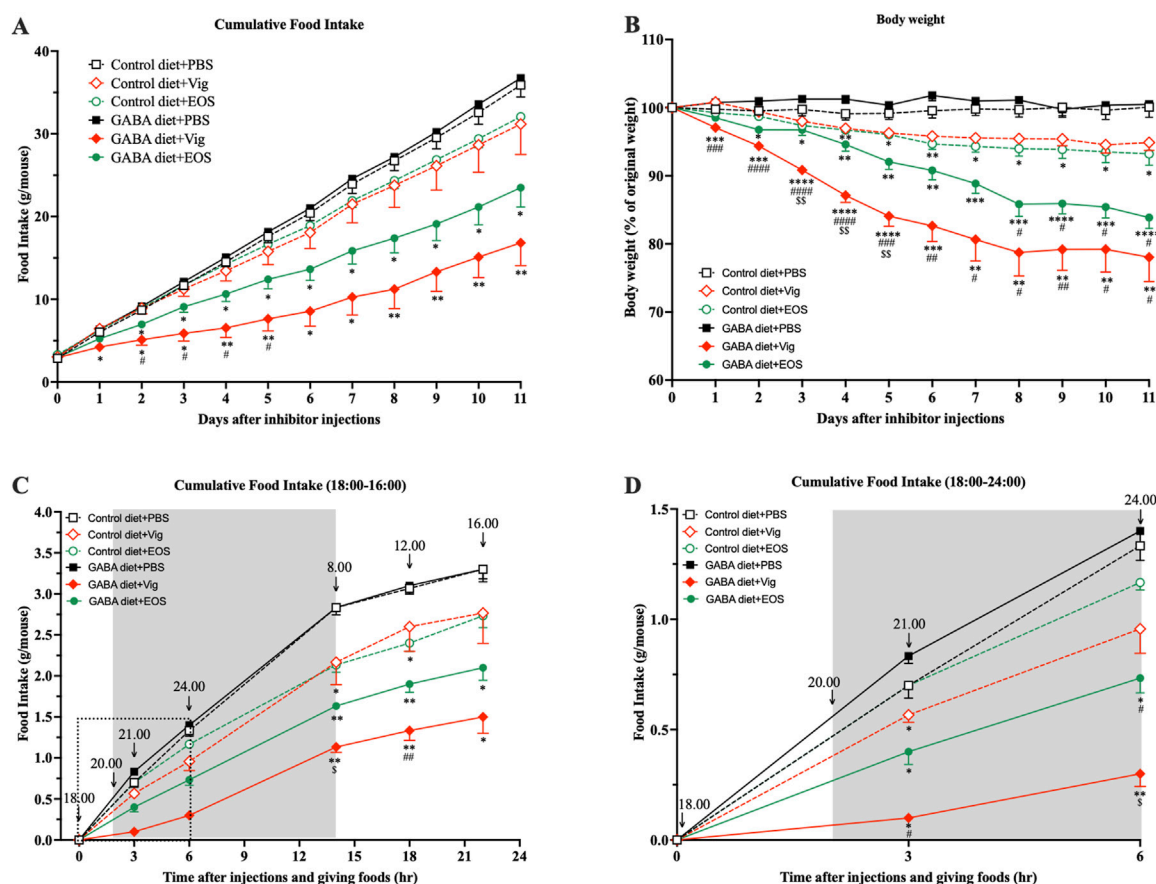 A
Cumulative Food Intake
Food Intake (g/mouse)
40
30
20
10
0
Control diet+PBS
Control diet+Vig
Control diet+EOS
GABA diet+PBS
GABA diet+Vig
GABA diet+EOS
* * * * * * * * * *
* * * ** ** * * ** ** ** **
# # # #
0 1 2 3 4 5 6 7 8 9 10 11
Days after inhibitor injections
B
Body weight
Body weight (% of original weight)
110
100
90
80
70
60
*** * * ** * ** * * * * *
### *** ** ** ** *** *** **** *** ****
#### **** # # # #
#### **** **** *** ** ** ** ** **
$$ #### ### ## # # ## # #
$$ $$
Control diet+PBS
Control diet+Vig
Control diet+EOS
GABA diet+PBS
GABA diet+Vig
GABA diet+EOS
0 1 2 3 4 5 6 7 8 9 10 11
Days after inhibitor injections
C
Cumulative Food Intake (18:00-16:00)
Food Intake (g/mouse)
4.0
3.5
3.0
2.5
2.0
1.5
1.0
0.5
0.0
Control diet+PBS
Control diet+Vig
Control diet+EOS
GABA diet+PBS
GABA diet+Vig
GABA diet+EOS
18.00
20.00
21.00
24.00
8.00
12.00
16.00
* * *
** **
** ** *
$ ##
0 3 6 9 12 15 18 21 24
Time after injections and giving foods (hr)
D
Cumulative Food Intake (18:00-24:00)
Food Intake (g/mouse)
1.5
1.0
0.5
0.0
Control diet+PBS
Control diet+Vig
Control diet+EOS
GABA diet+PBS
GABA diet+Vig
GABA diet+EOS
18.00
20.00
21.00
24.00
*
* *
#
* **
# $
0 3 6
Time after injections and giving foods (hr)